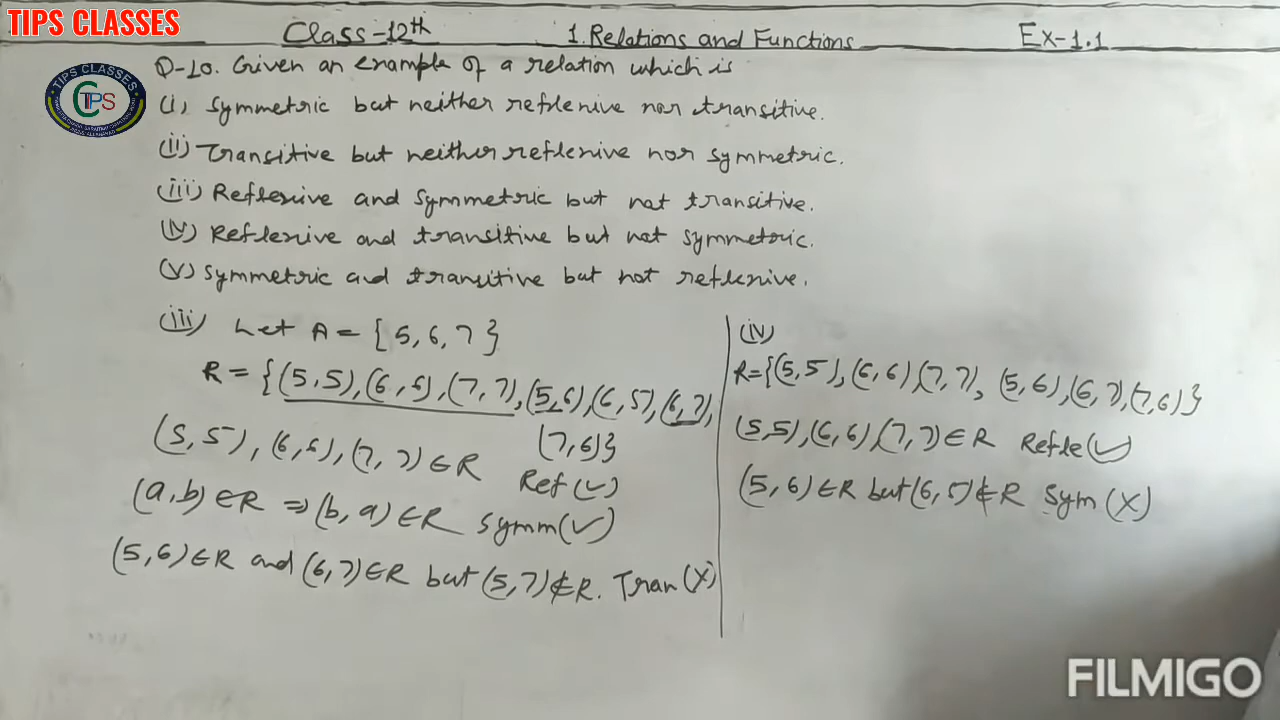 TIPS CLASSES
Class-12th 1. Relations and Functions Ex-1.1
TIPS CLASSES
TIPS
Q-10. Given an example of a relation which is
(i) Symmetric but neither reflexive nor transitive.
(ii) Transitive but neither reflexive nor symmetric.
(iii) Reflexive and symmetric but not transitive.
(iv) Reflexive and transitive but not symmetric.
(v) Symmetric and transitive but not reflexive.
(iii) Let A = {5, 6, 7}
R = {(5,5), (6,6), (7,7), (5,6), (6,5), (6,7),
(7,6)}
(5,5), (6,6), (7,7) ∈ R Ref (✓)
(a,b) ∈ R ⇒ (b,a) ∈ R Symm (✓)
(5,6) ∈ R and (6,7) ∈ R but (5,7) ∉ R. Tran (X)
(iv)
R = {(5,5), (6,6), (7,7), (5,6), (6,7), (7,6)}
(5,5), (6,6), (7,7) ∈ R Refle (✓)
(5,6) ∈ R but (6,5) ∉ R Sym (X)
FILMIGO